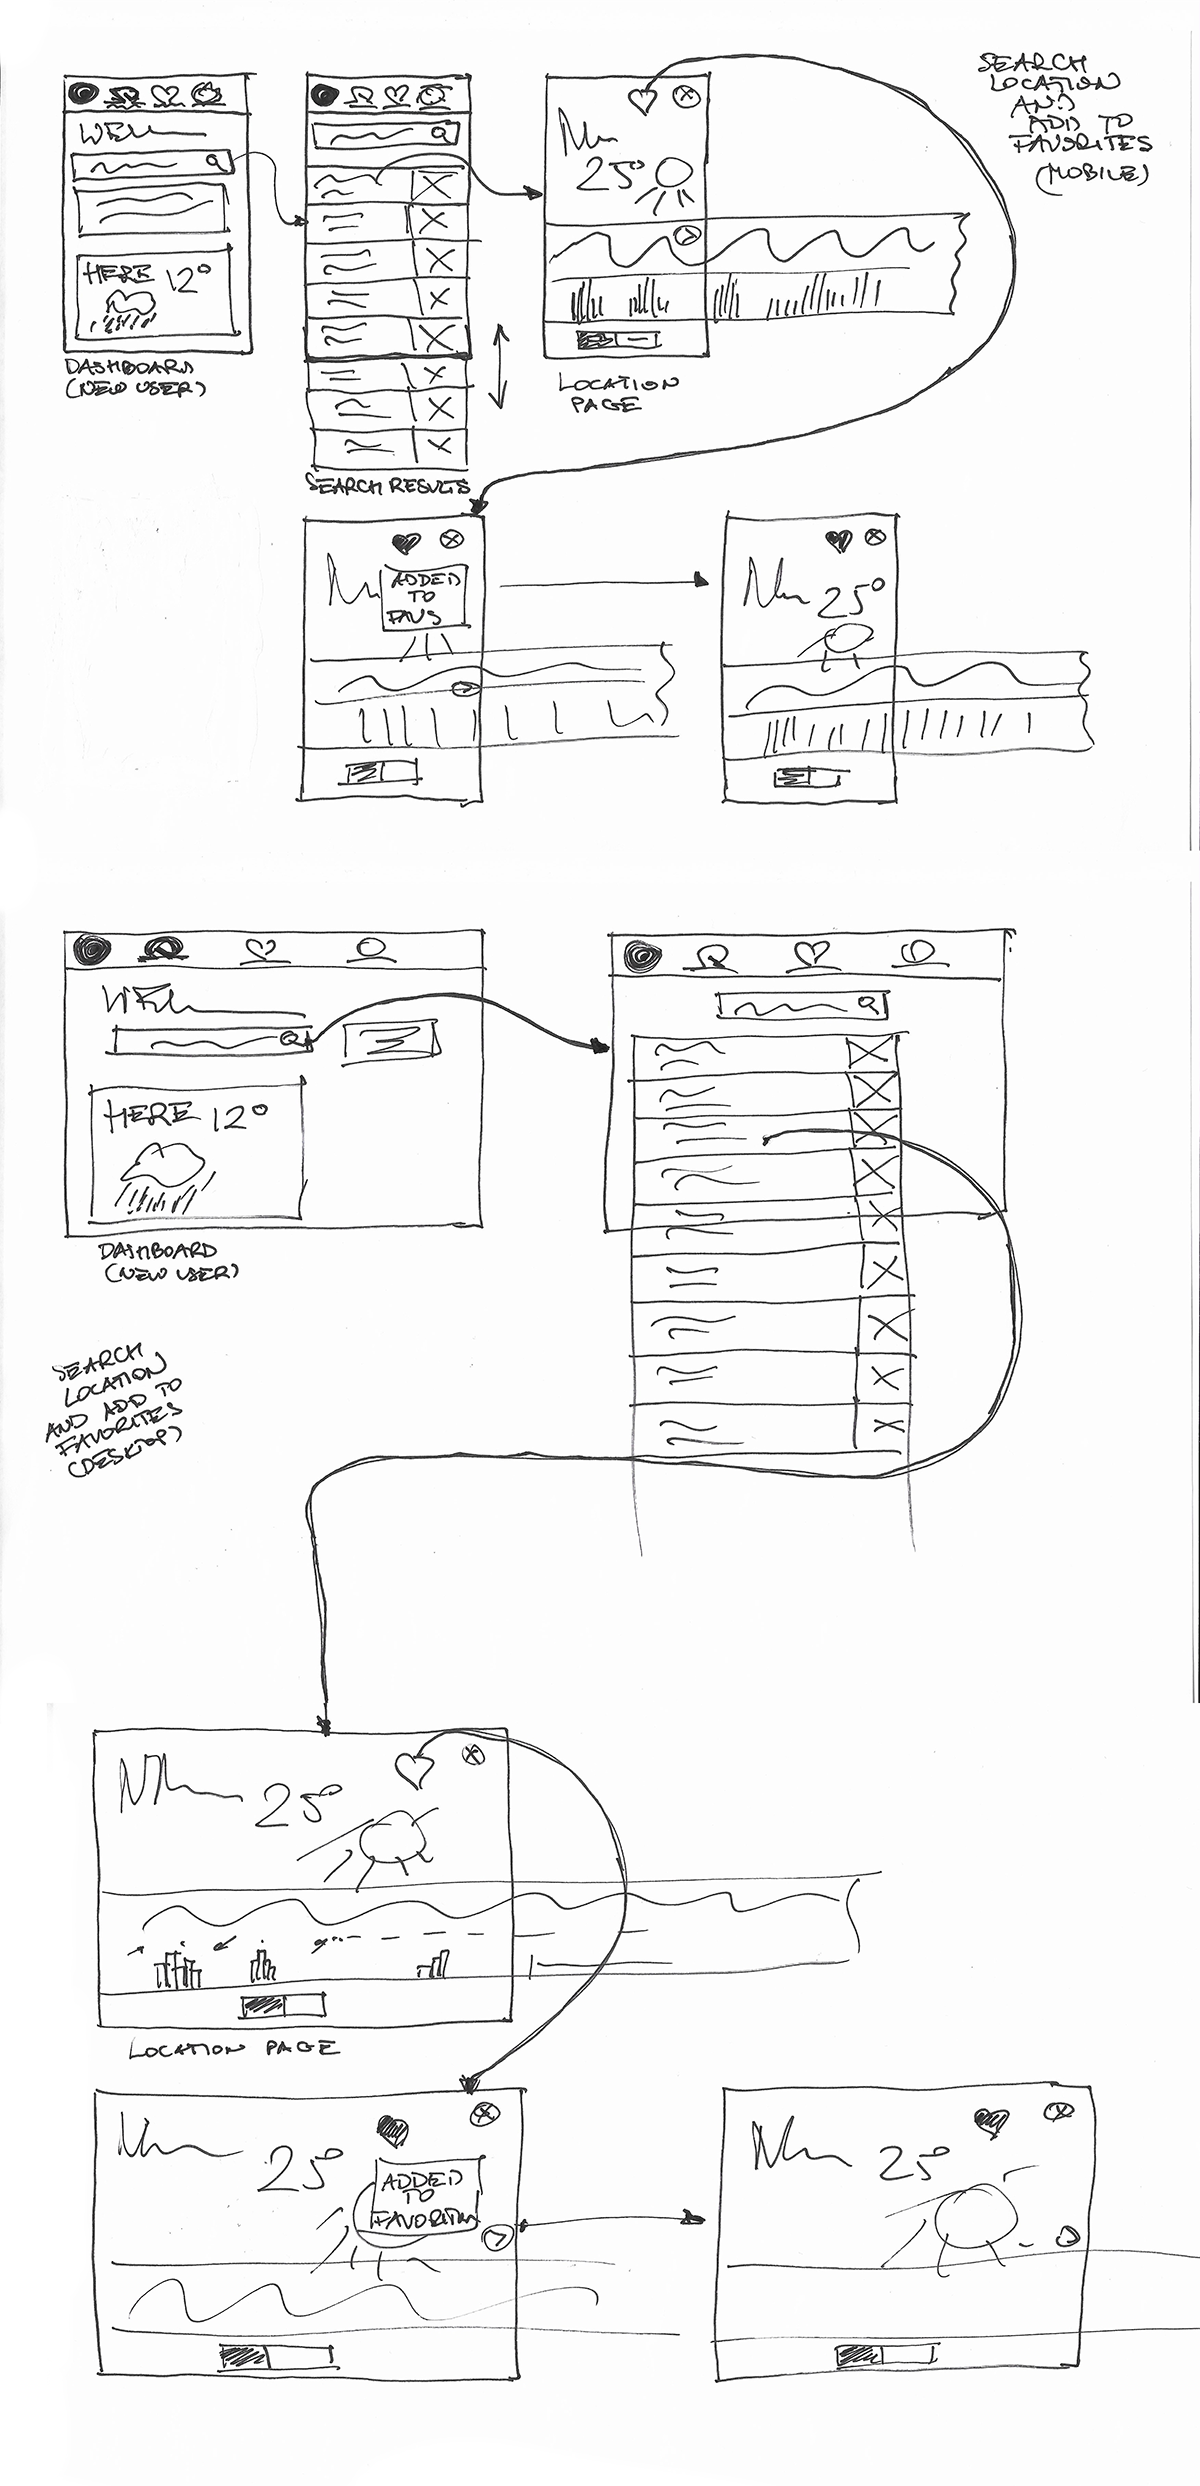 SEARCH
LOCATION
AND
ADD TO
FAVORITES
(MOBILE)
HERE 12°
DASHBOARD
(NEW USER)
25°
LOCATION
PAGE
SEARCH RESULTS
ADDED
TO
FAVS
25°
HERE 12°
DASHBOARD
(NEW USER)
SEARCH
LOCATION
AND ADD TO
FAVORITES
(DESKTOP)
25°
LOCATION PAGE
25°
ADDED
TO
25°